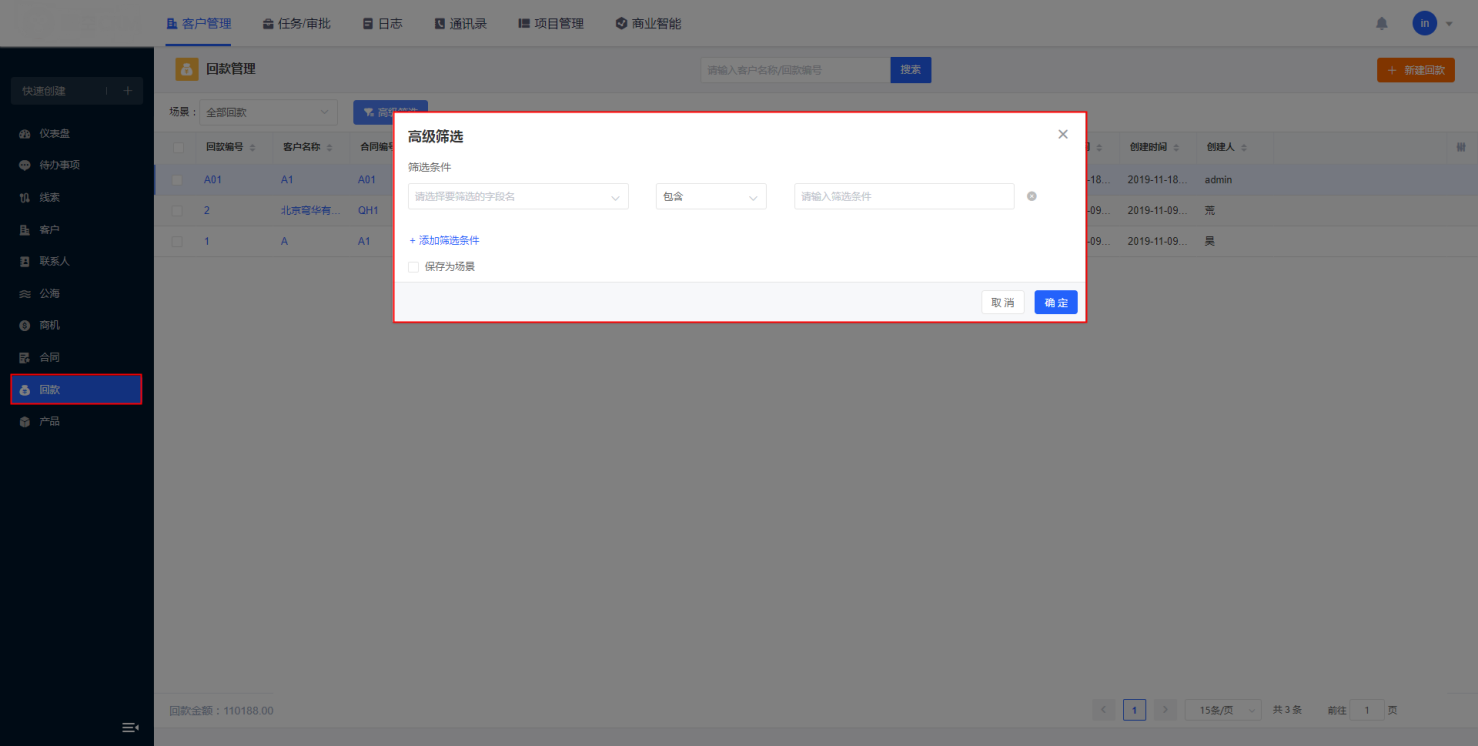 客户管理 任务/审批 日志 通讯录 项目管理 商业智能 in
回款管理 请输入客户名称/回款编号 搜索 + 新建回款
快速创建 +
场景： 全部回款 高级筛选
高级筛选
仪表盘
回款编号 客户名称 合同编号 创建时间 创建人
筛选条件
待办事项
A01 A1 A01 -18... 2019-11-18... admin
请选择要筛选的字段名 包含 请输入筛选条件
线索
2 北京穹华有... QH1 -09... 2019-11-09... 荒
客户
+ 添加筛选条件
1 A A1 -09... 2019-11-09... 昊
联系人
保存为场景
公海
取消 确定
商机
合同
回款
产品
回款金额：110188.00 1 15条/页 共 3 条 前往 1 页